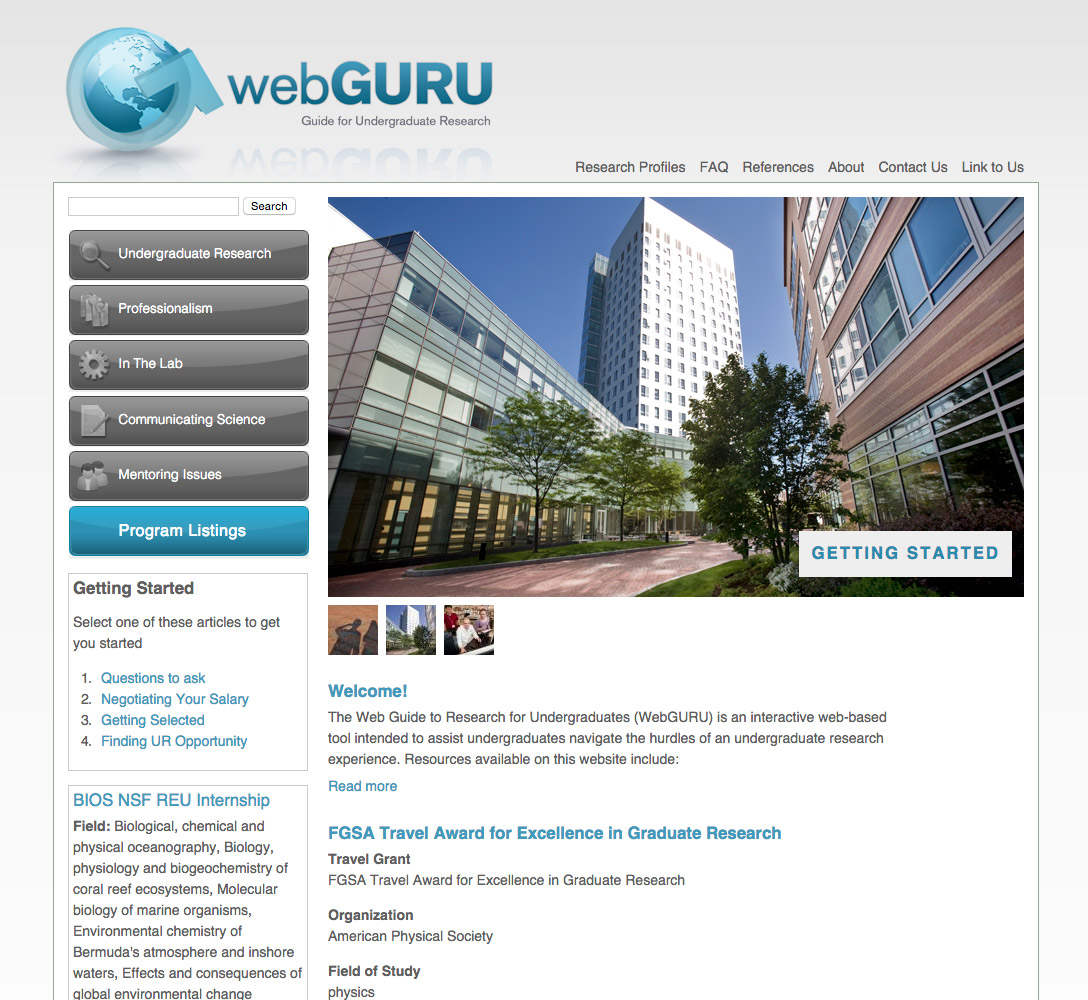 webGURU
Guide for Undergraduate Research
Research Profiles FAQ References About Contact Us Link to Us
Search
Undergraduate Research
Professionalism
In The Lab
Communicating Science
Mentoring Issues
Program Listings
Getting Started
Select one of these articles to get
you started
1. Questions to ask
2. Negotiating Your Salary
3. Getting Selected
4. Finding UR Opportunity
BIOS NSF REU Internship
Field: Biological, chemical and
physical oceanography, Biology,
physiology and biogeochemistry of
coral reef ecosystems, Molecular
biology of marine organisms,
Environmental chemistry of
Bermuda's atmosphere and inshore
waters, Effects and consequences of
global environmental change
GETTING STARTED
Welcome!
The Web Guide to Research for Undergraduates (WebGURU) is an interactive web-based
tool intended to assist undergraduates navigate the hurdles of an undergraduate research
experience. Resources available on this website include:
Read more
FGSA Travel Award for Excellence in Graduate Research
Travel Grant
FGSA Travel Award for Excellence in Graduate Research
Organization
American Physical Society
Field of Study
physics